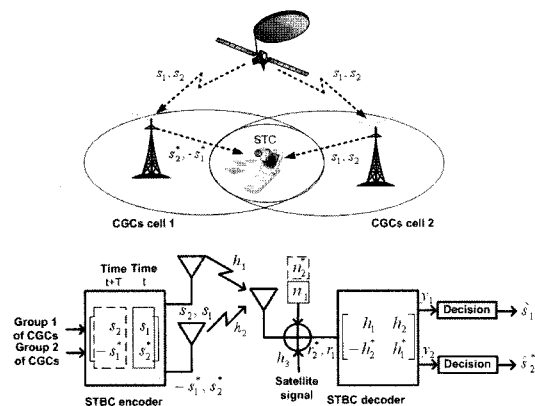 s₁, s₂
s₁, s₂
STC
s₂*, -s₁*
s₁, s₂
CGCs cell 1
CGCs cell 2
Time Time
t+T t
h₁
n₂*
n₁
Group 1
of CGCs
Group 2
of CGCs
s₂ s₁
-s₁* s₂*
s₂, s₁
h₂
-s₁*, s₂*
h₃
r₂*, r₁
Satellite
signal
h₁ h₂
-h₂* h₁*
y₁
Decision
ŝ₁
y₂
Decision
ŝ₂*
STBC encoder
STBC decoder